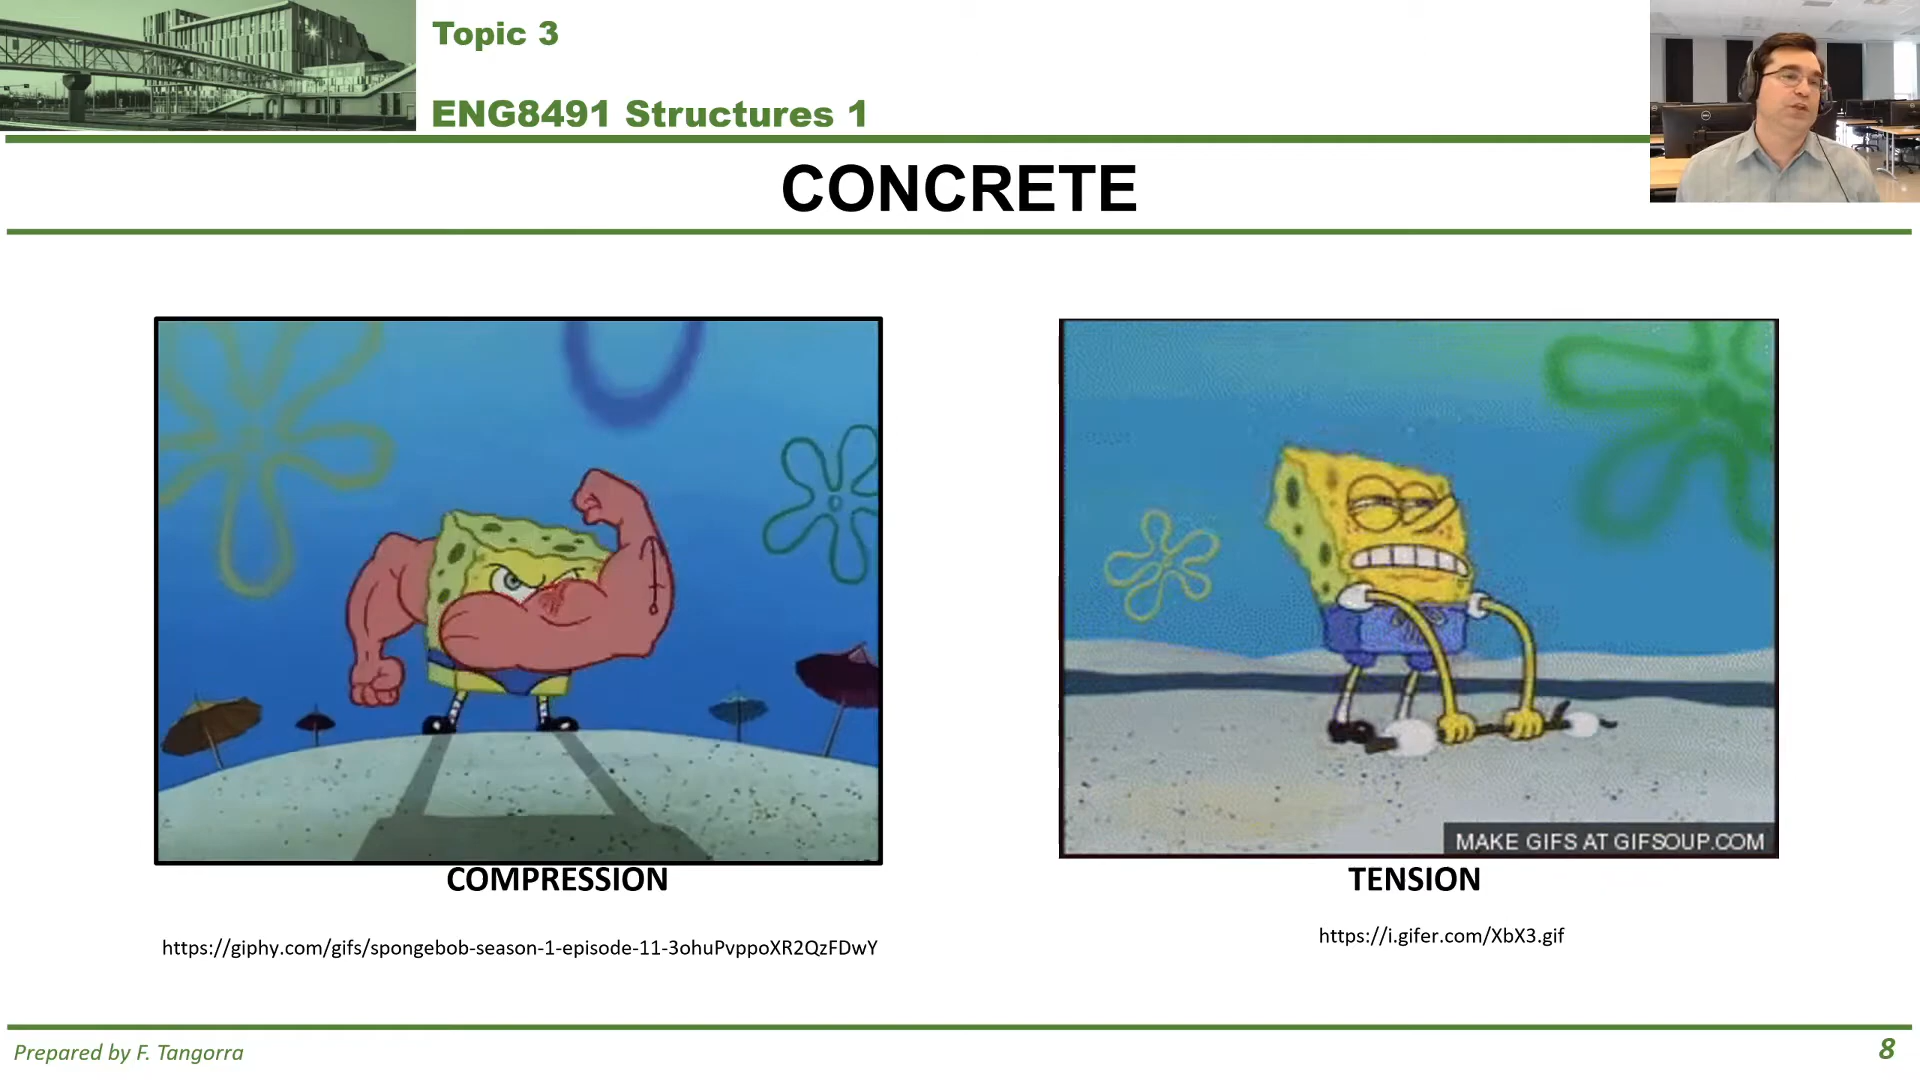 Topic 3
ENG8491 Structures 1
CONCRETE
MAKE GIFS AT GIFSOUP.COM
COMPRESSION
TENSION
https://giphy.com/gifs/spongebob-season-1-episode-11-3ohuPvppoXR2QzFDwY
https://i.gifer.com/XbX3.gif
Prepared by F. Tangorra
8